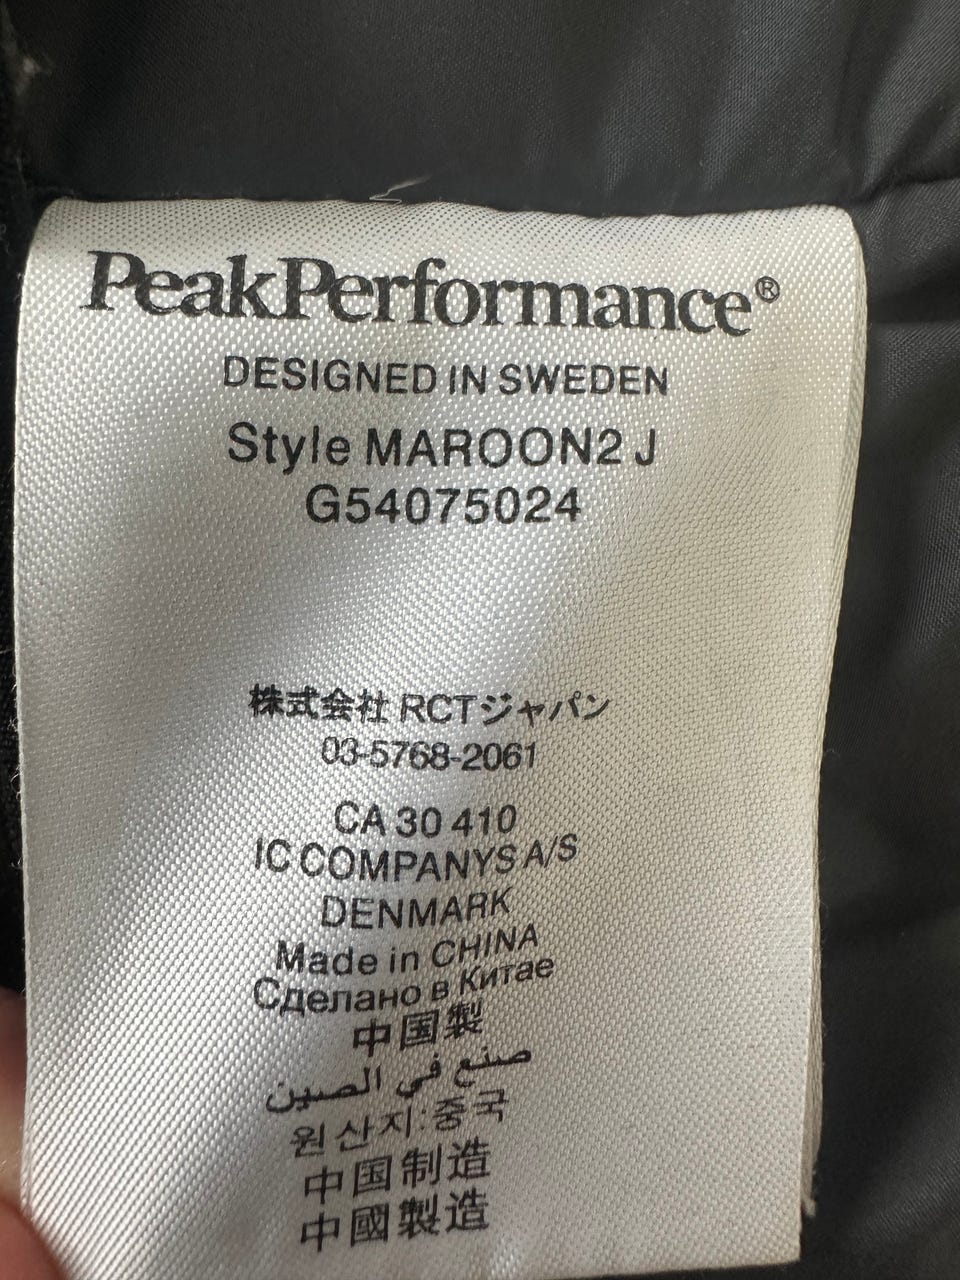 PeakPerformance®
DESIGNED IN SWEDEN
Style MAROON2 J
G54075024
株式会社 RCTジャパン
03-5768-2061
CA 30 410
IC COMPANYS A/S
DENMARK
Made in CHINA
Сделано в Китае
中国製
صنع في الصين
원산지:중국
中国制造
中國製造